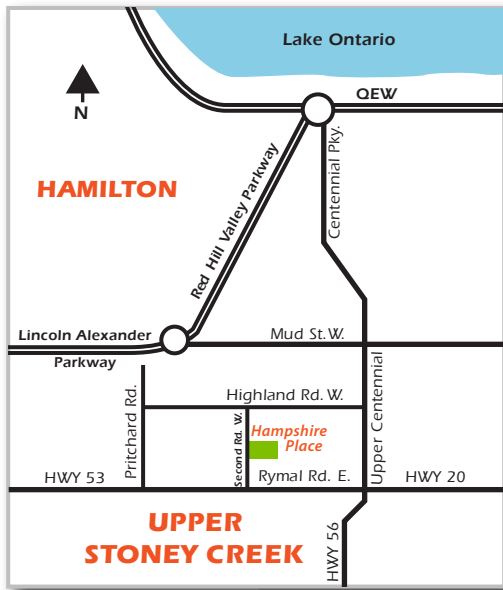 Lake Ontario
QEW
N
Centennial Pky.
HAMILTON
Red Hill Valley Parkway
Lincoln Alexander
Parkway
Mud St. W.
Pritchard Rd.
Highland Rd. W.
Second Rd. W.
Hampshire
Place
Upper Centennial
HWY 53
Rymal Rd. E.
HWY 20
UPPER
STONEY CREEK
HWY 56